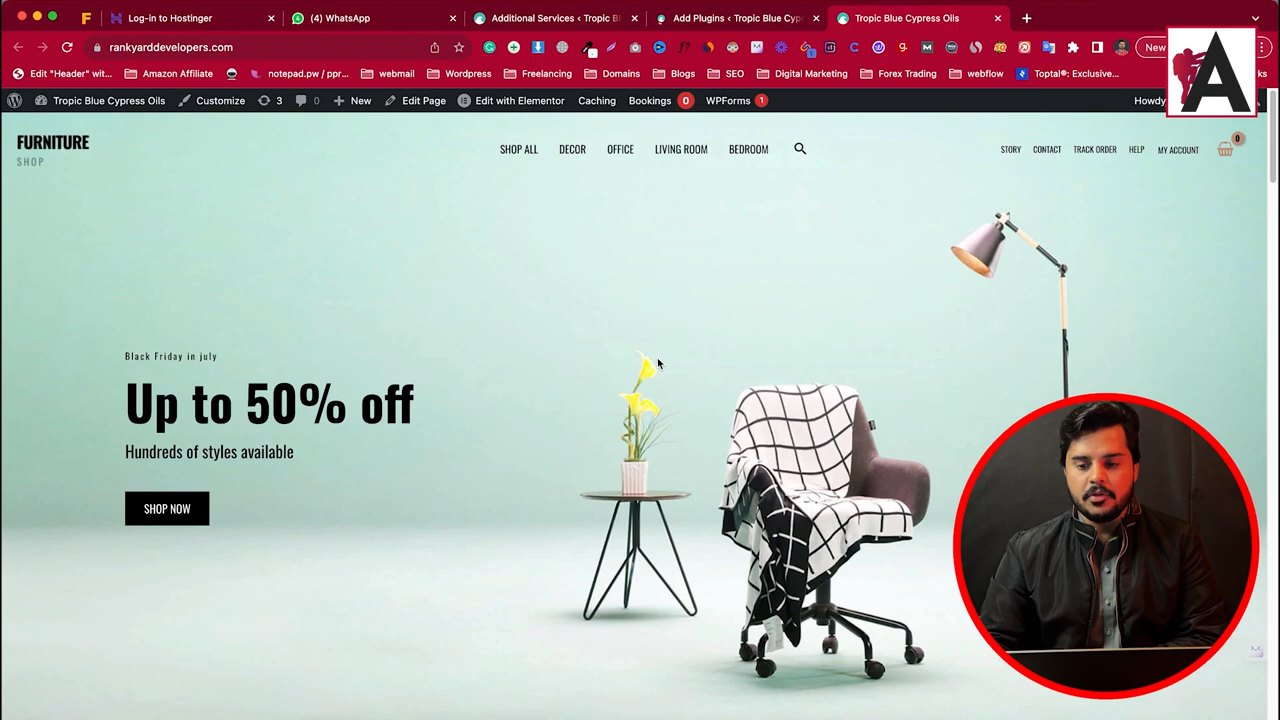 Log-in to Hostinger
(4) WhatsApp
Additional Services ‹ Tropic Bl
Add Plugins ‹ Tropic Blue Cyp
Tropic Blue Cypress Oils
rankyarddevelopers.com
New
Edit "Header" wit...
Amazon Affiliate
notepad.pw / ppr...
webmail
Wordpress
Freelancing
Domains
Blogs
SEO
Digital Marketing
Forex Trading
webflow
Toptal®: Exclusive...
Tropic Blue Cypress Oils
Customize
3
0
New
Edit Page
Edit with Elementor
Caching
Bookings 0
WPForms 1
Howdy
A
FURNITURE
SHOP
SHOP ALL
DECOR
OFFICE
LIVING ROOM
BEDROOM
STORY
CONTACT
TRACK ORDER
HELP
MY ACCOUNT
0
Black Friday in july
Up to 50% off
Hundreds of styles available
SHOP NOW